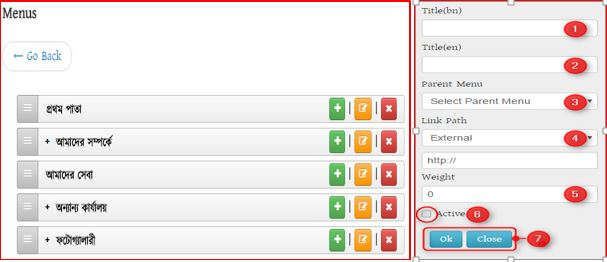 Menus
← Go Back
প্রথম পাতা
+ আমাদের সম্পর্কে
আমাদের সেবা
+ অন্যান্য কার্যালয়
+ ফটোগ্যালারী
Title(bn)
1
Title(en)
2
Parent Menu
Select Parent Menu 3
Link Path
External 4
http://
Weight
0 5
Active 6
Ok Close 7